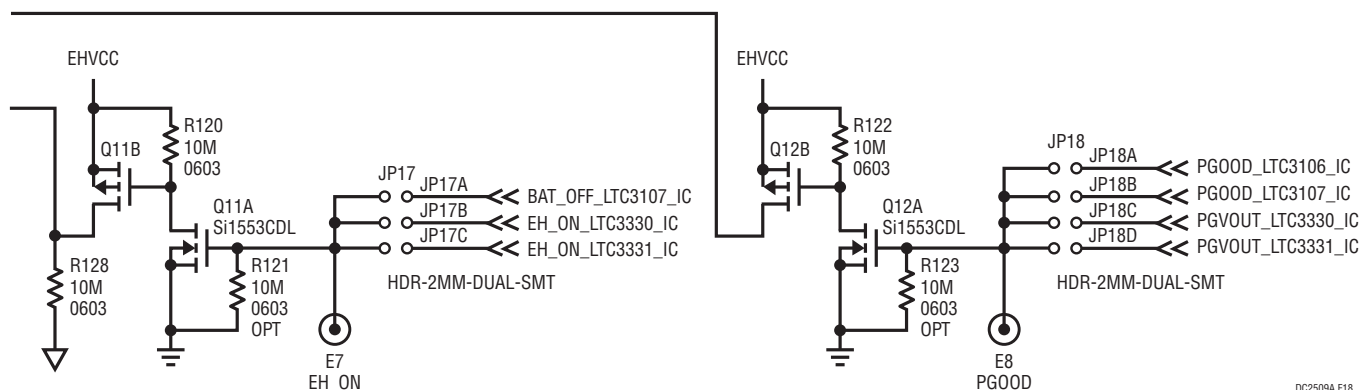 EHVCC
R120
10M
0603
Q11B
Q11A
Si1553CDL
R128
10M
0603
R121
10M
0603
OPT
JP17
JP17A
BAT_OFF_LTC3107_IC
JP17B
EH_ON_LTC3330_IC
JP17C
EH_ON_LTC3331_IC
HDR-2MM-DUAL-SMT
E7
EH_ON
EHVCC
R122
10M
0603
Q12B
Q12A
Si1553CDL
R123
10M
0603
OPT
JP18
JP18A
PGOOD_LTC3106_IC
JP18B
PGOOD_LTC3107_IC
JP18C
PGVOUT_LTC3330_IC
JP18D
PGVOUT_LTC3331_IC
HDR-2MM-DUAL-SMT
E8
PGOOD
DC2509A F18